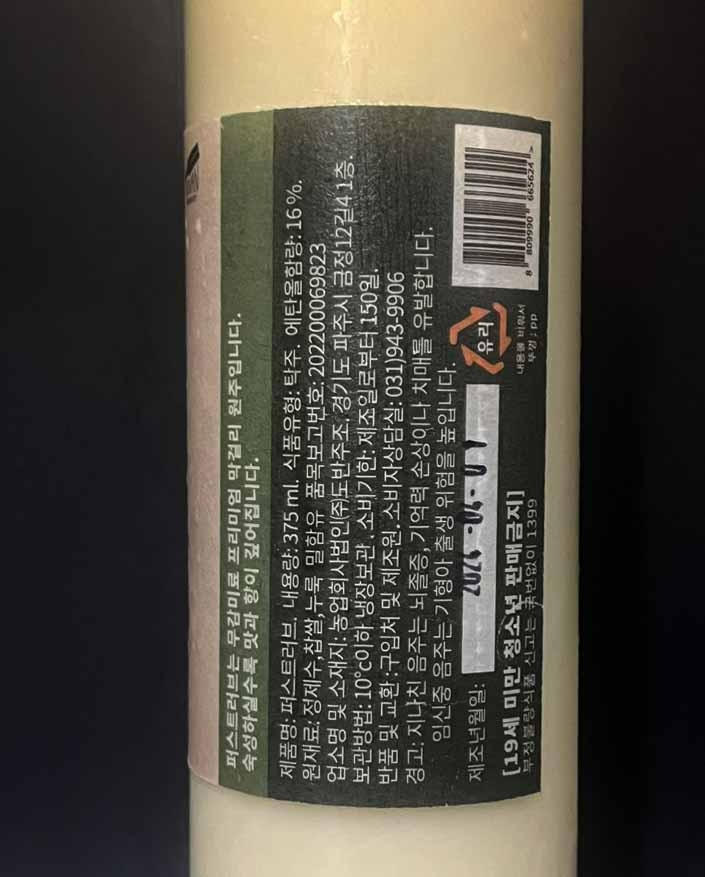 퍼스트러브는 무감미료 프리미엄 막걸리 원주입니다.
숙성하실수록 맛과 향이 깊어집니다.
제품명: 퍼스트러브. 내용량: 375 ml. 식품유형: 탁주. 에탄올함량: 16 %.
원재료: 정제수,찹쌀,누룩 밀함유 품목보고번호: 202200069823
업소명 및 소재지: 농업회사법인㈜도반주조. 경기도 파주시 금정12길4 1층.
보관방법: 10°c이하 냉장보관. 소비기한: 제조일로부터 150일.
반품 및 교환 :구입처 및 제조원. 소비자상담실: 031)943-9906
경고: 지나친 음주는 뇌졸중, 기억력 손상이나 치매를 유발합니다.
임신중 음주는 기형아 출생 위험을 높입니다.
제조년월일:
[19세 미만 청소년 판매금지]
부정불량식품 신고는 국번없이 1399
유리
내용물 비워서
뚜껑 : pp
8 809990 665624 >